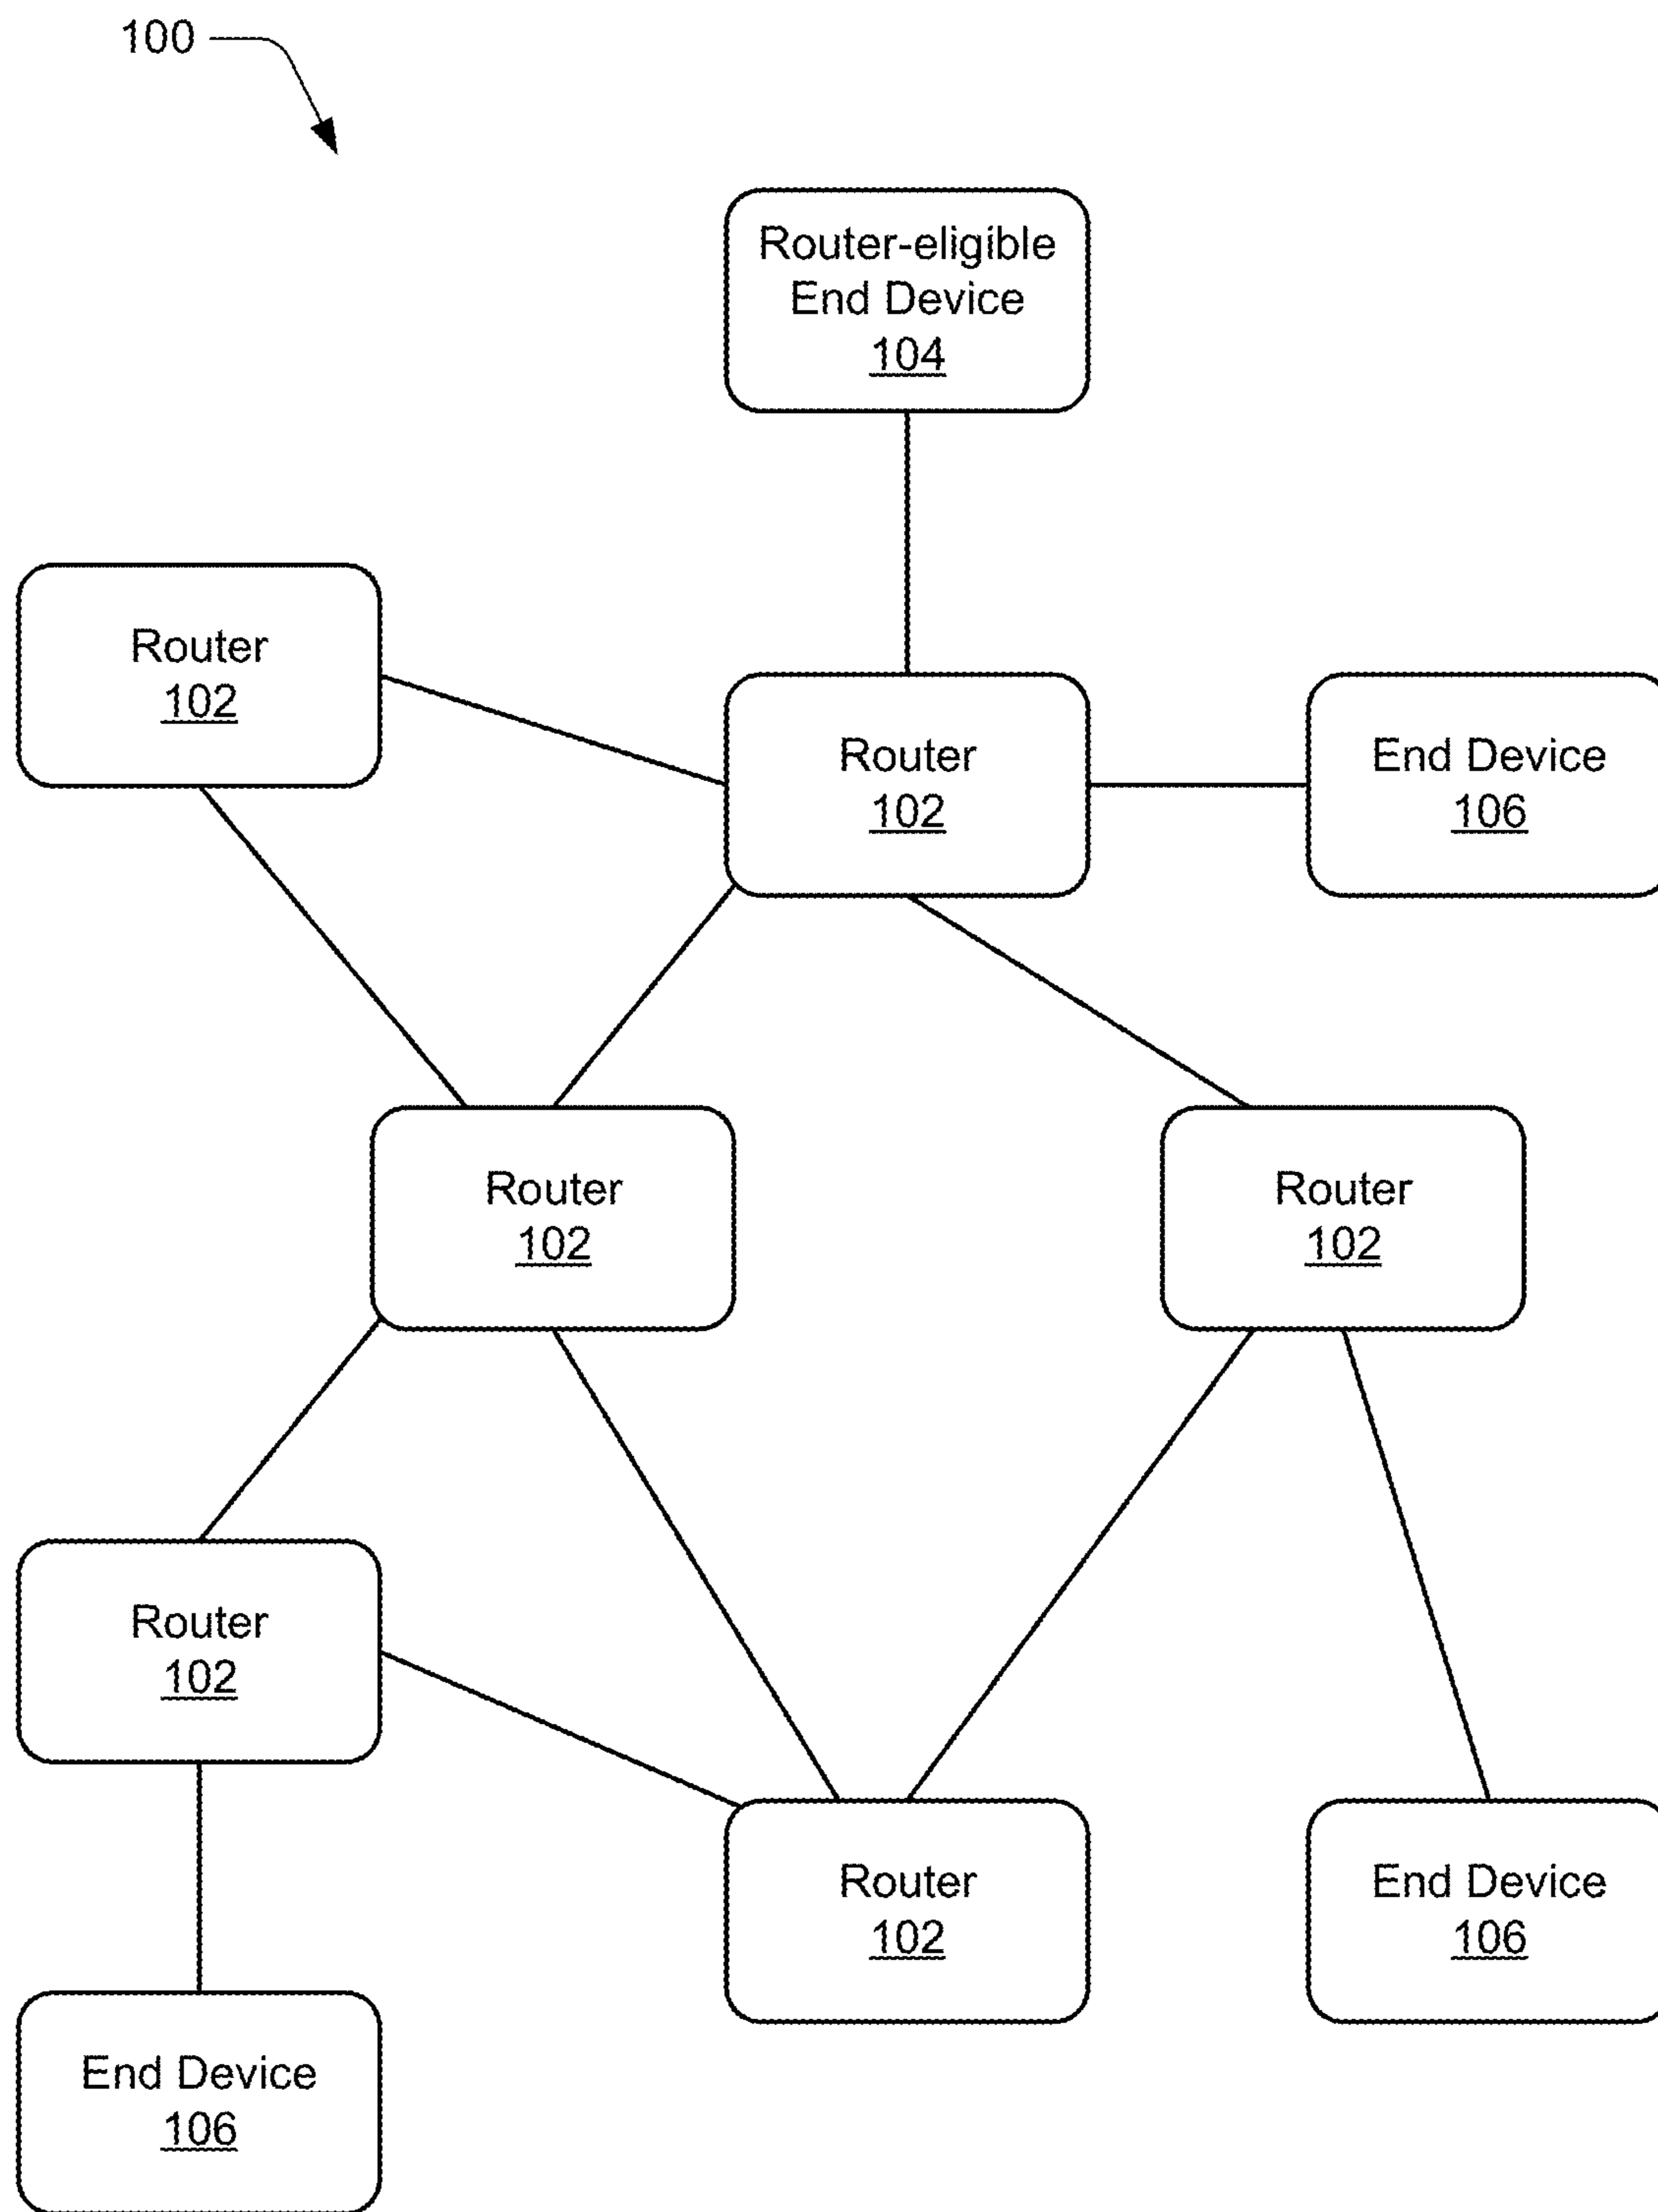 100
Router-eligible
End Device
104
Router
102
Router
102
End Device
106
Router
102
Router
102
Router
102
Router
102
End Device
106
End Device
106